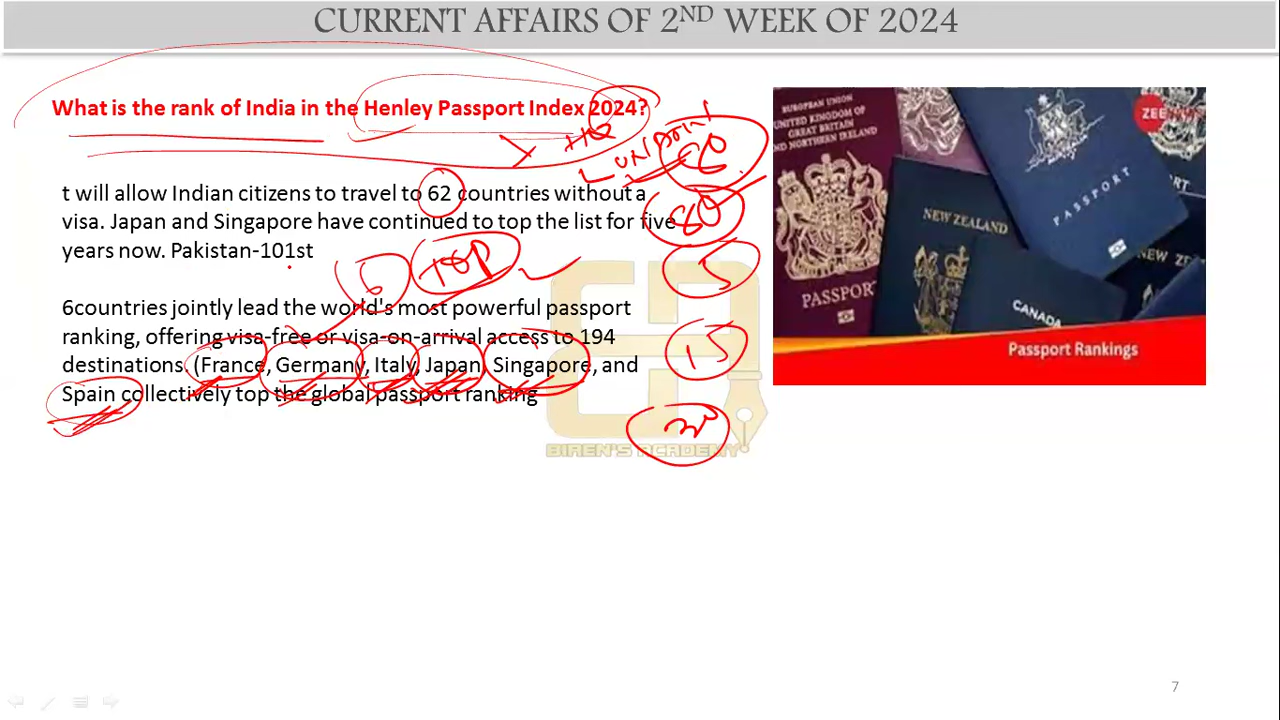 CURRENT AFFAIRS OF 2ND WEEK OF 2024
What is the rank of India in the Henley Passport Index 2024?
t will allow Indian citizens to travel to 62 countries without a
visa. Japan and Singapore have continued to top the list for five
years now. Pakistan-101st
6countries jointly lead the world's most powerful passport
ranking, offering visa-free or visa-on-arrival access to 194
destinations. (France, Germany, Italy, Japan, Singapore, and
Spain collectively top the global passport ranking
80
80
5
15
6
TOP
BIREN'S ACADEMY
EUROPEAN UNION
UNITED KINGDOM OF
GREAT BRITAIN
AND NORTHERN IRELAND
PASSPORT
NEW ZEALAND
PASSPORT
CANADA
ZEE
Passport Rankings
7